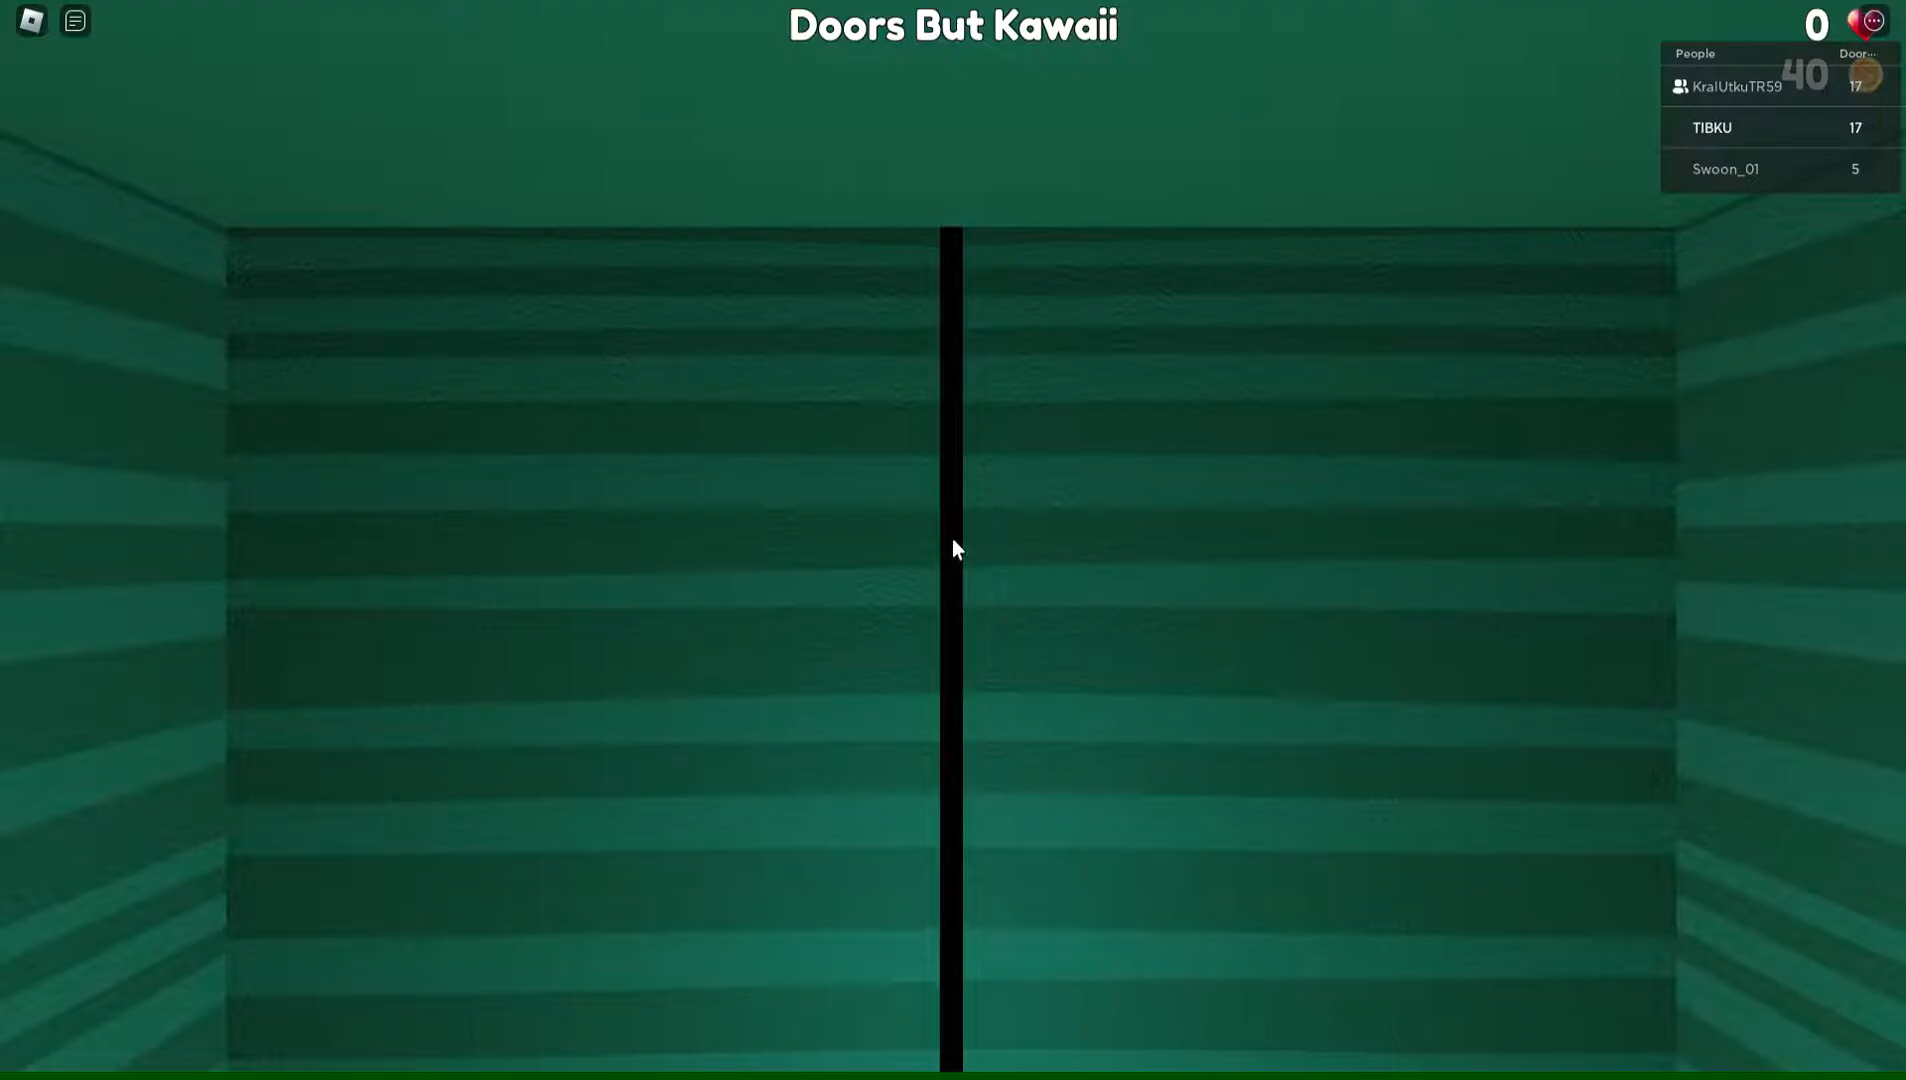 Doors But Kawaii
0
People Door...
40
KralUtkuTR59 17
TIBKU 17
Swoon_01 5